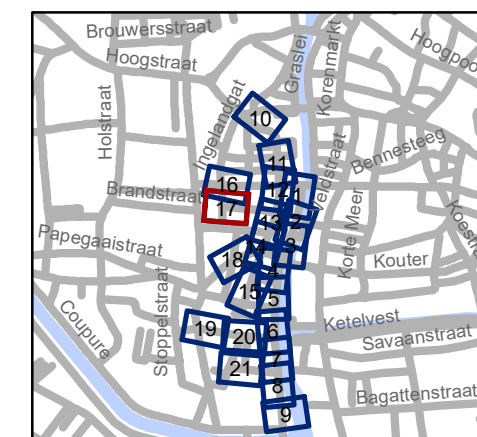 Brouwersstraat
Hoogstraat
Holstraat
Ingelandgat
Graslei
Korenmarkt
Hoogpoo
10
Bennesteeg
11
16
12
1
Veldstraat
Brandstraat
17
13
2
Korte Meer
Koestra
Papegaaistraat
14
3
18
4
Kouter
15
5
Coupure
Stoppelstraat
19
20
6
Ketelvest
Savaanstraat
7
21
8
Bagattenstraat
9